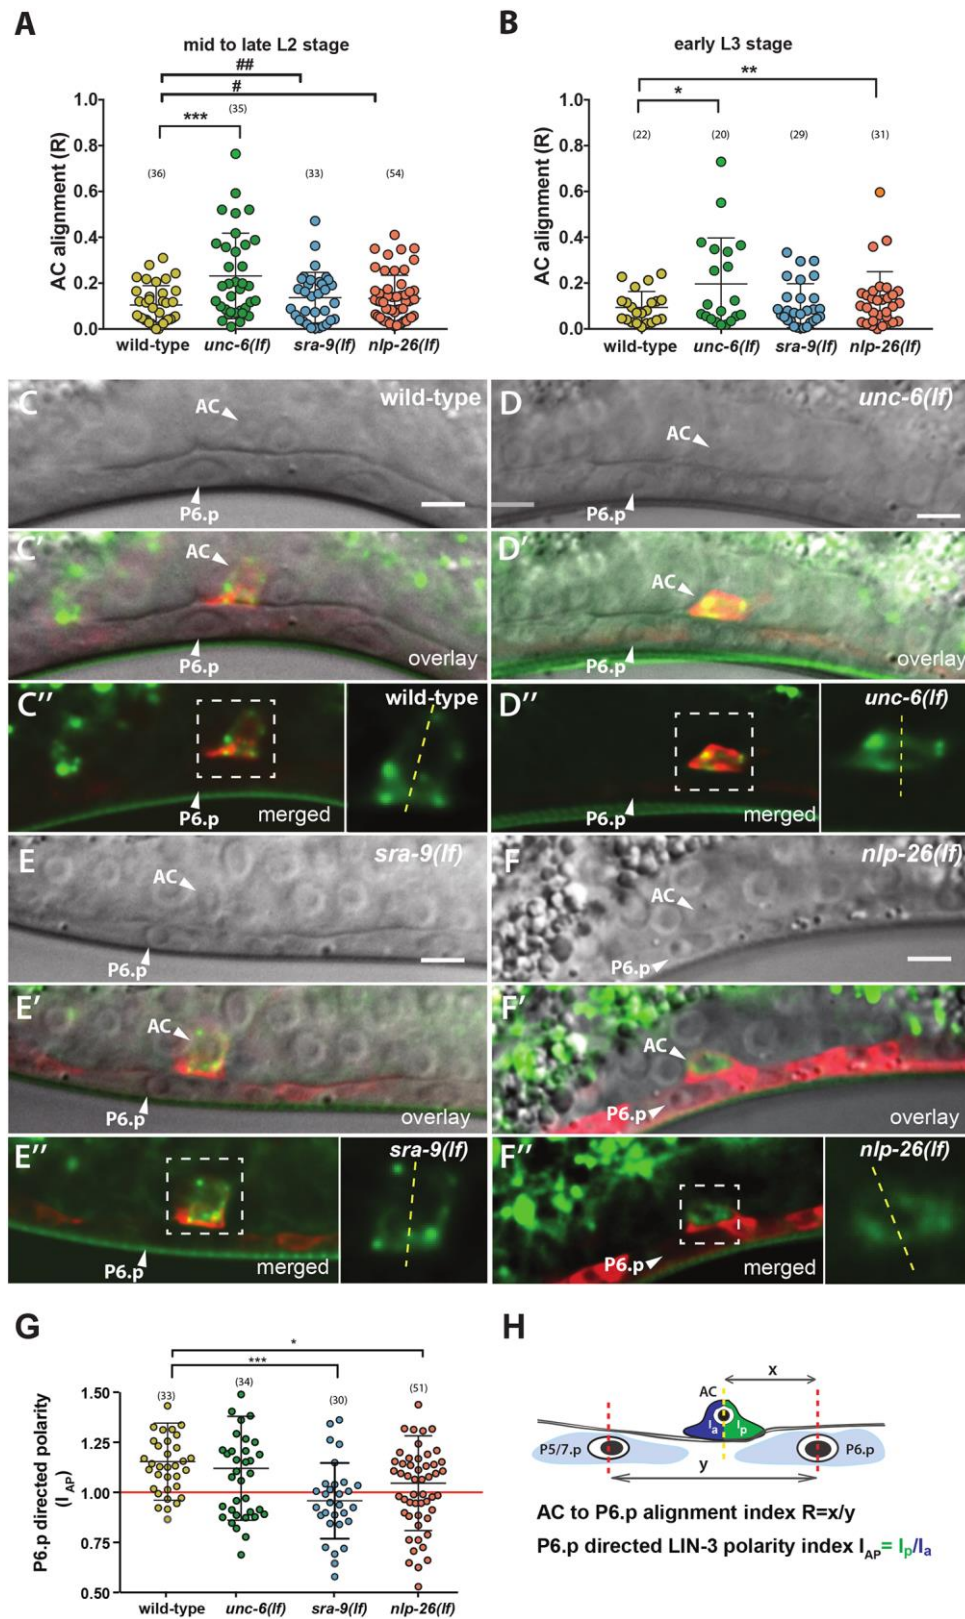 A
mid to late L2 stage
##
#
***
AC alignment (R)
1.0
0.8
0.6
0.4
0.2
0.0
(36)
(35)
(33)
(54)
wild-type
unc-6(lf)
sra-9(lf)
nlp-26(lf)
B
early L3 stage
**
*
AC alignment (R)
1.0
0.8
0.6
0.4
0.2
0.0
(22)
(20)
(29)
(31)
wild-type
unc-6(lf)
sra-9(lf)
nlp-26(lf)
C
wild-type
AC
P6.p
D
unc-6(lf)
AC
P6.p
C'
AC
P6.p
overlay
D'
AC
P6.p
overlay
C''
wild-type
P6.p
merged
D''
unc-6(lf)
P6.p
merged
E
sra-9(lf)
AC
P6.p
F
nlp-26(lf)
AC
P6.p
E'
AC
P6.p
overlay
F'
AC
P6.p
overlay
E''
sra-9(lf)
P6.p
merged
F''
nlp-26(lf)
P6.p
merged
G
*
***
P6.p directed polarity
(I AP)
1.50
1.25
1.00
0.75
0.50
(33)
(34)
(30)
(51)
wild-type
unc-6(lf)
sra-9(lf)
nlp-26(lf)
H
x
AC
Ia
Ip
P5/7.p
P6.p
y
AC to P6.p alignment index R=x/y
P6.p directed LIN-3 polarity index IAP= Ip/Ia